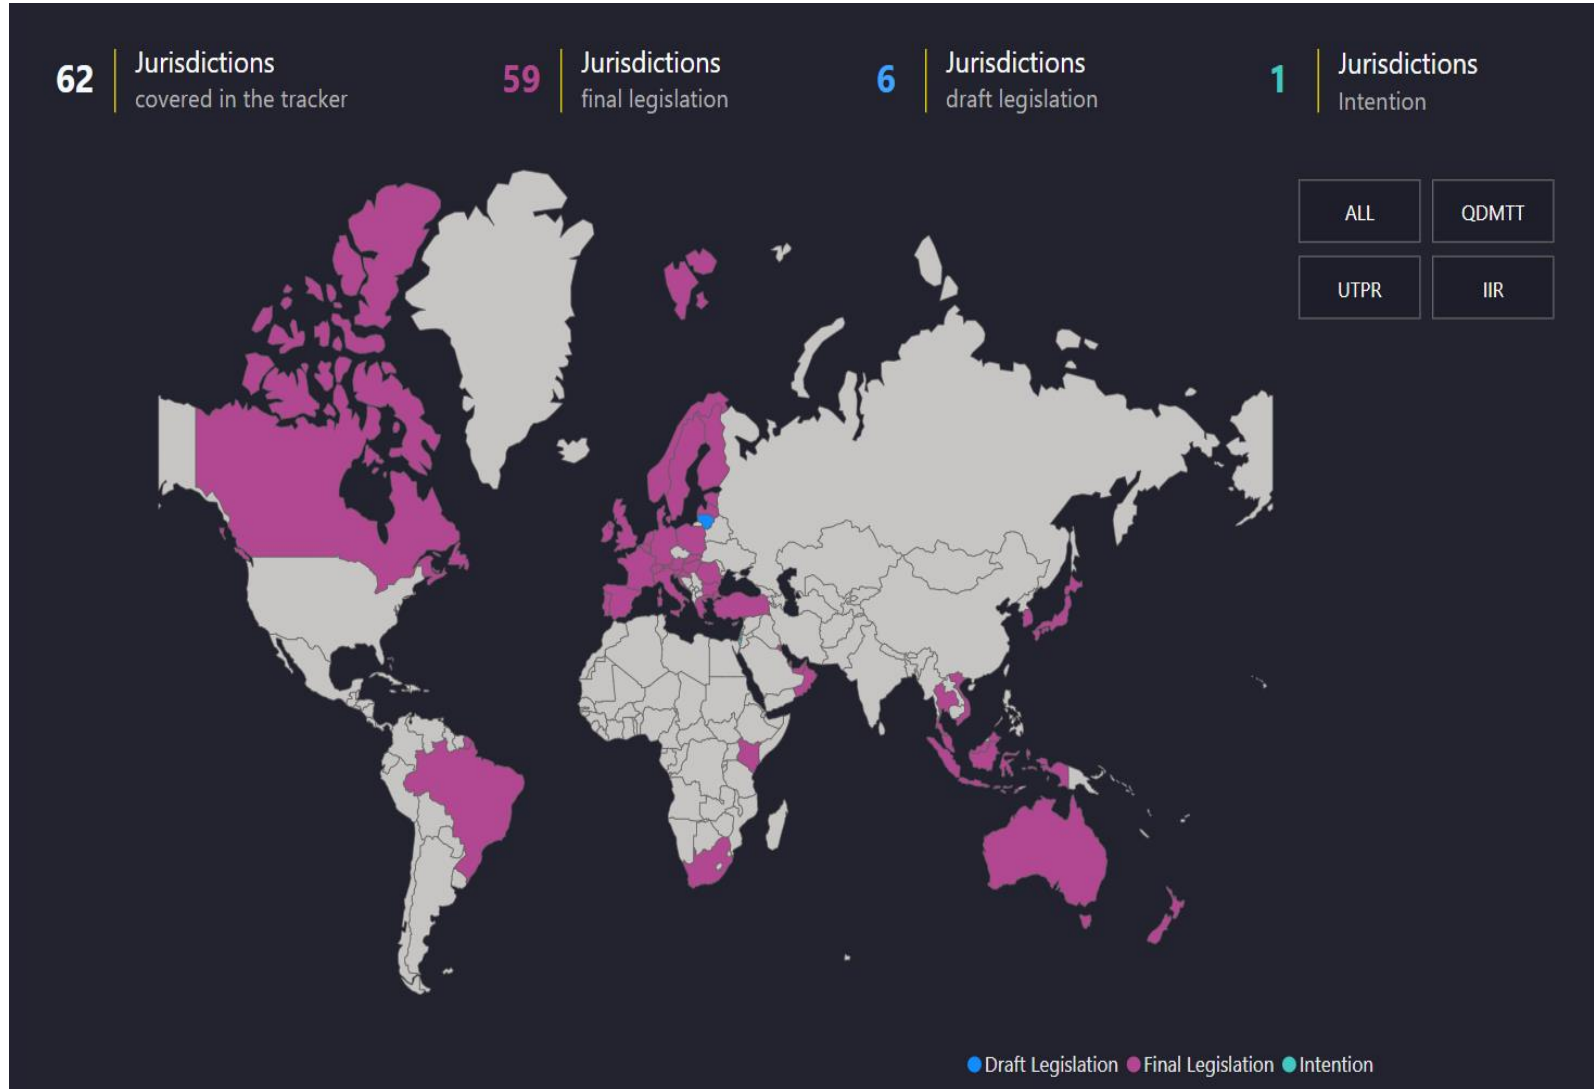 62
Jurisdictions
covered in the tracker
59
Jurisdictions
final legislation
6
Jurisdictions
draft legislation
1
Jurisdictions
Intention
ALL
QDMTT
UTPR
IIR
Draft Legislation
Final Legislation
Intention